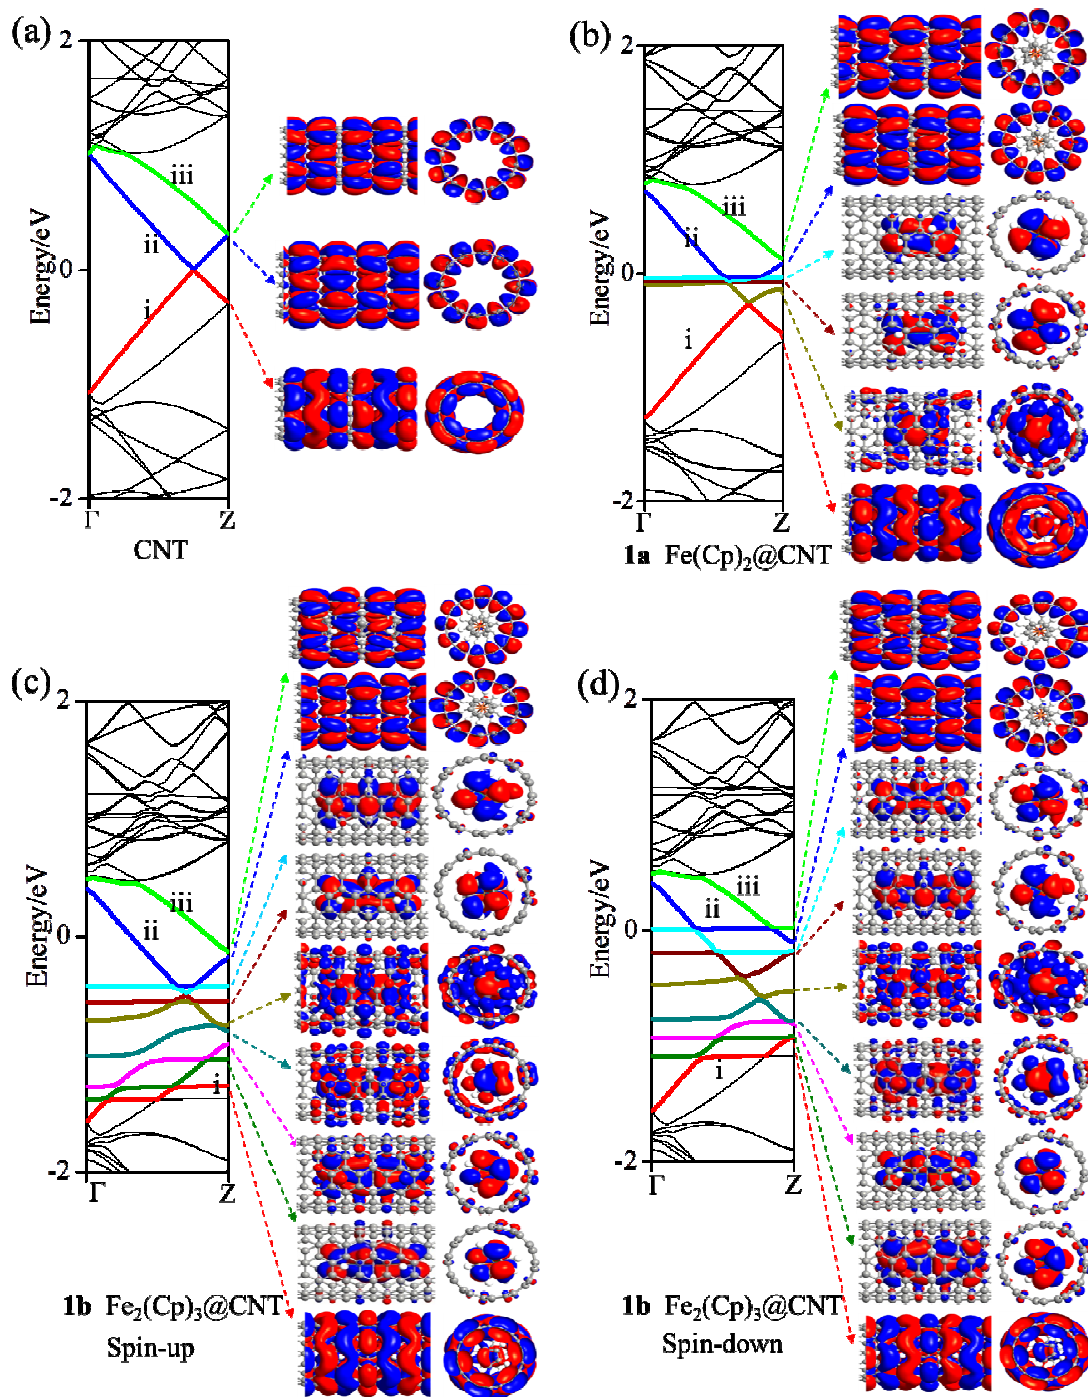 (a)
2
Energy/eV
0
-2
iii
ii
i
Γ
Z
CNT
(b)
2
Energy/eV
0
-2
iii
ii
i
Γ
Z
1a Fe(Cp)₂@CNT
(c)
2
Energy/eV
0
-2
iii
ii
i
Γ
Z
1b Fe₂(Cp)₃@CNT
Spin-up
(d)
2
Energy/eV
0
-2
iii
ii
i
Γ
Z
1b Fe₂(Cp)₃@CNT
Spin-down